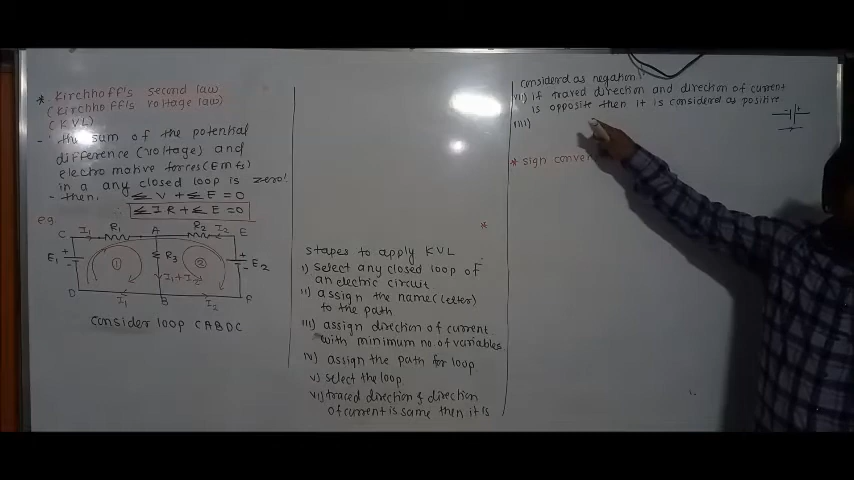 * Kirchhoff's second law
(Kirchhoff's voltage law)
(KVL)
- the sum of the potential
difference (voltage) and
electro motive forces (Emfs)
in a any closed loop is zero!
- then, Σ V + Σ E = 0
Σ I R + Σ E = 0
e.g.
C I1 R1 A R2 I2 E
E1 + - 1 R3 2 + - E2
I1 + I2
D I1 B I2 F
Consider loop CABDC
*
stapes to apply KVL
i) select any closed loop of
an electric circuit
ii) assign the name (letter)
to the path
iii) assign direction of current
with minimum no. of variables
iv) assign the path for loop
v) select the loop
vi) traced direction & direction
of current is same then it is
considered as negation
vii) if traved direction and direction of current
is opposite then it is considered as positive
- +
iiii)
* sign conven